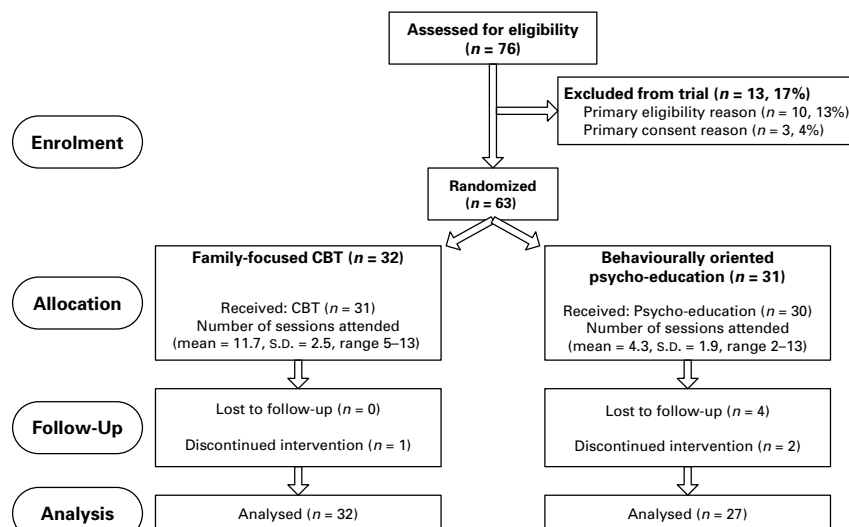 Assessed for eligibility
(n = 76)
Excluded from trial (n = 13, 17%)
Primary eligibility reason (n = 10, 13%)
Primary consent reason (n = 3, 4%)
Enrolment
Randomized
(n = 63)
Family-focused CBT (n = 32)
Received: CBT (n = 31)
Number of sessions attended
(mean = 11.7, S.D. = 2.5, range 5–13)
Behaviourally oriented
psycho-education (n = 31)
Received: Psycho-education (n = 30)
Number of sessions attended
(mean = 4.3, S.D. = 1.9, range 2–13)
Allocation
Lost to follow-up (n = 0)
Discontinued intervention (n = 1)
Lost to follow-up (n = 4)
Discontinued intervention (n = 2)
Follow-Up
Analysis
Analysed (n = 32)
Analysed (n = 27)